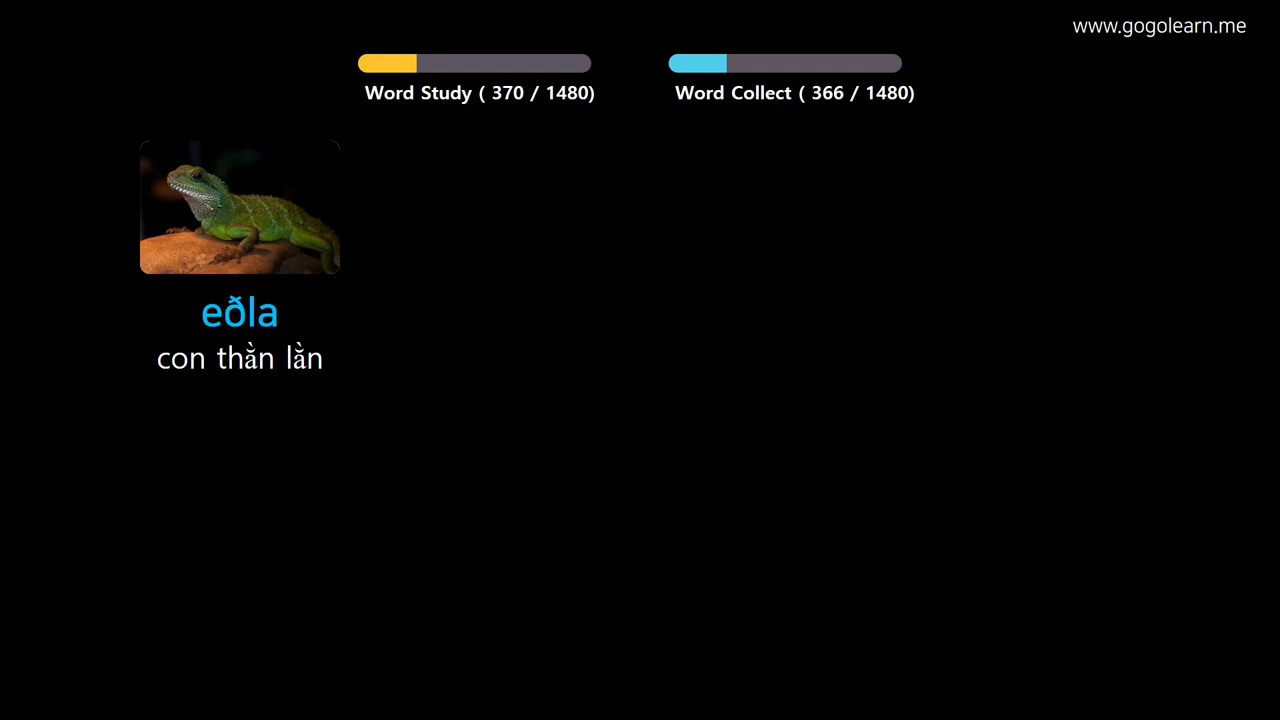 www.gogolearn.me
Word Study ( 370 / 1480)
Word Collect ( 366 / 1480)
eðla
con thằn lằn